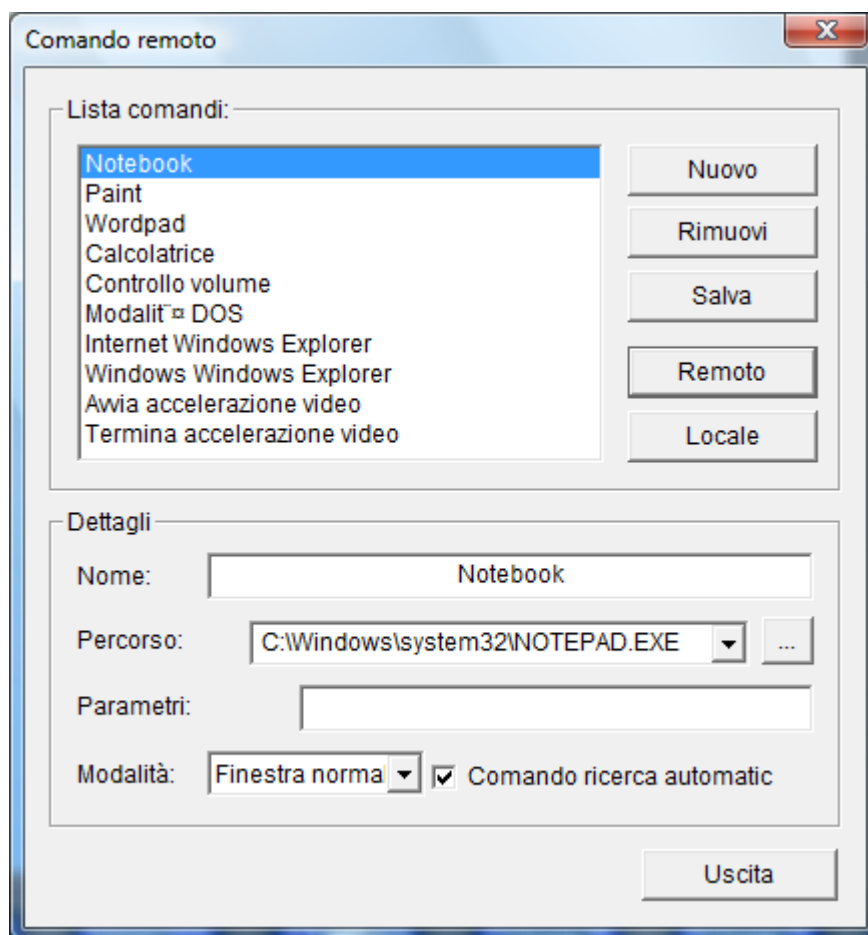 Comando remoto
Lista comandi:
Notebook
Paint
Wordpad
Calcolatrice
Controllo volume
Modalit¨¤ DOS
Internet Windows Explorer
Windows Windows Explorer
Avvia accelerazione video
Termina accelerazione video
Nuovo
Rimuovi
Salva
Remoto
Locale
Dettagli
Nome: Notebook
Percorso: C:\Windows\system32\NOTEPAD.EXE ...
Parametri:
Modalità: Finestra norma Comando ricerca automatic
Uscita